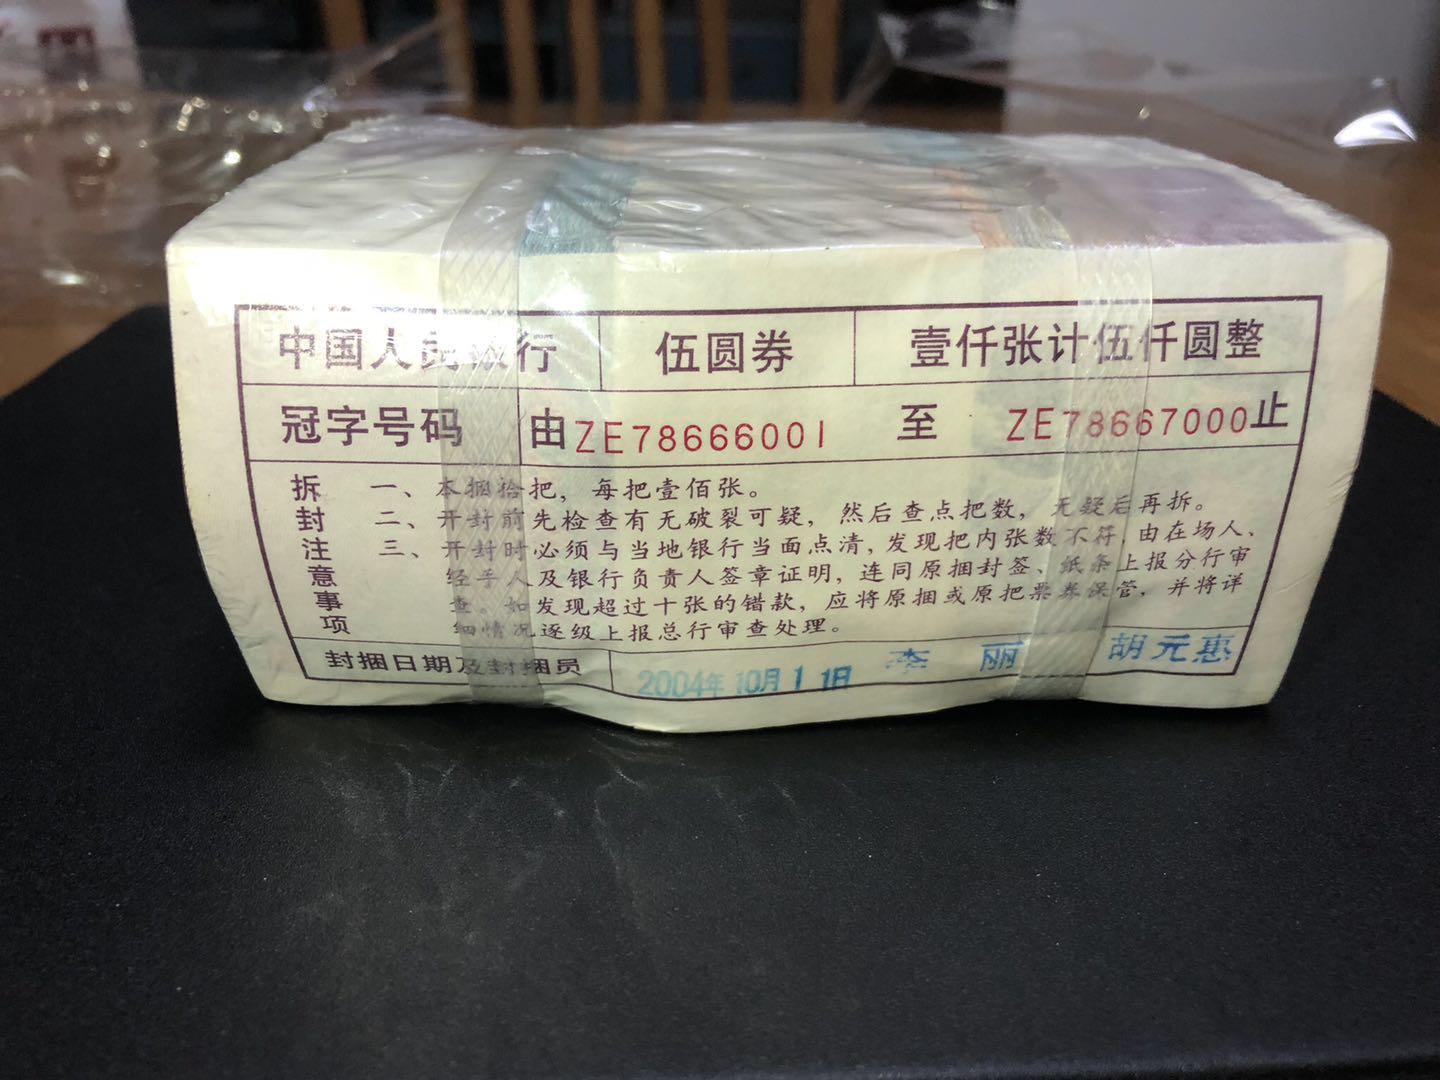 中国人民银行 伍圆券 壹仟张计伍仟圆整
冠字号码 由ZE78666001 至 ZE78667000止
拆封注意事项
一、本捆拾把，每把壹佰张。
二、开封前先检查有无破裂可疑，然后查点把数，无疑后再拆。
三、开封时必须与当地银行当面点清，发现把内张数不符，由在场人、
经手人及银行负责人签章证明，连同原捆封签、纸条上报分行审
查。如发现超过十张的错款，应将原捆或原把票券保管，并将详
细情况逐级上报总行审查处理。
封捆日期及封捆员 2004年10月11日 李丽 胡元惠